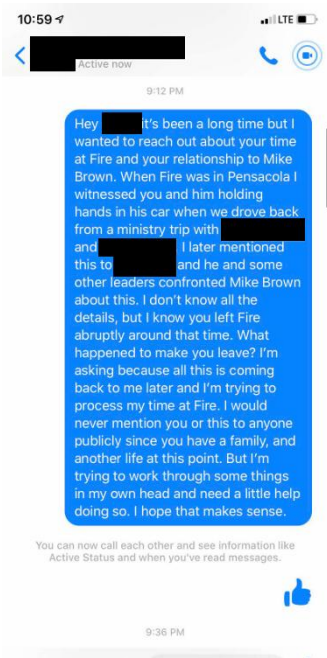 10:59
LTE
Active now
9:12 PM
Hey it's been a long time but I
wanted to reach out about your time
at Fire and your relationship to Mike
Brown. When Fire was in Pensacola I
witnessed you and him holding
hands in his car when we drove back
from a ministry trip with
and I later mentioned
this to and he and some
other leaders confronted Mike Brown
about this. I don't know all the
details, but I know you left Fire
abruptly around that time. What
happened to make you leave? I'm
asking because all this is coming
back to me later and I'm trying to
process my time at Fire. I would
never mention you or this to anyone
publicly since you have a family, and
another life at this point. But I'm
trying to work through some things
in my own head and need a little help
doing so. I hope that makes sense.
You can now call each other and see information like
Active Status and when you've read messages.
9:36 PM